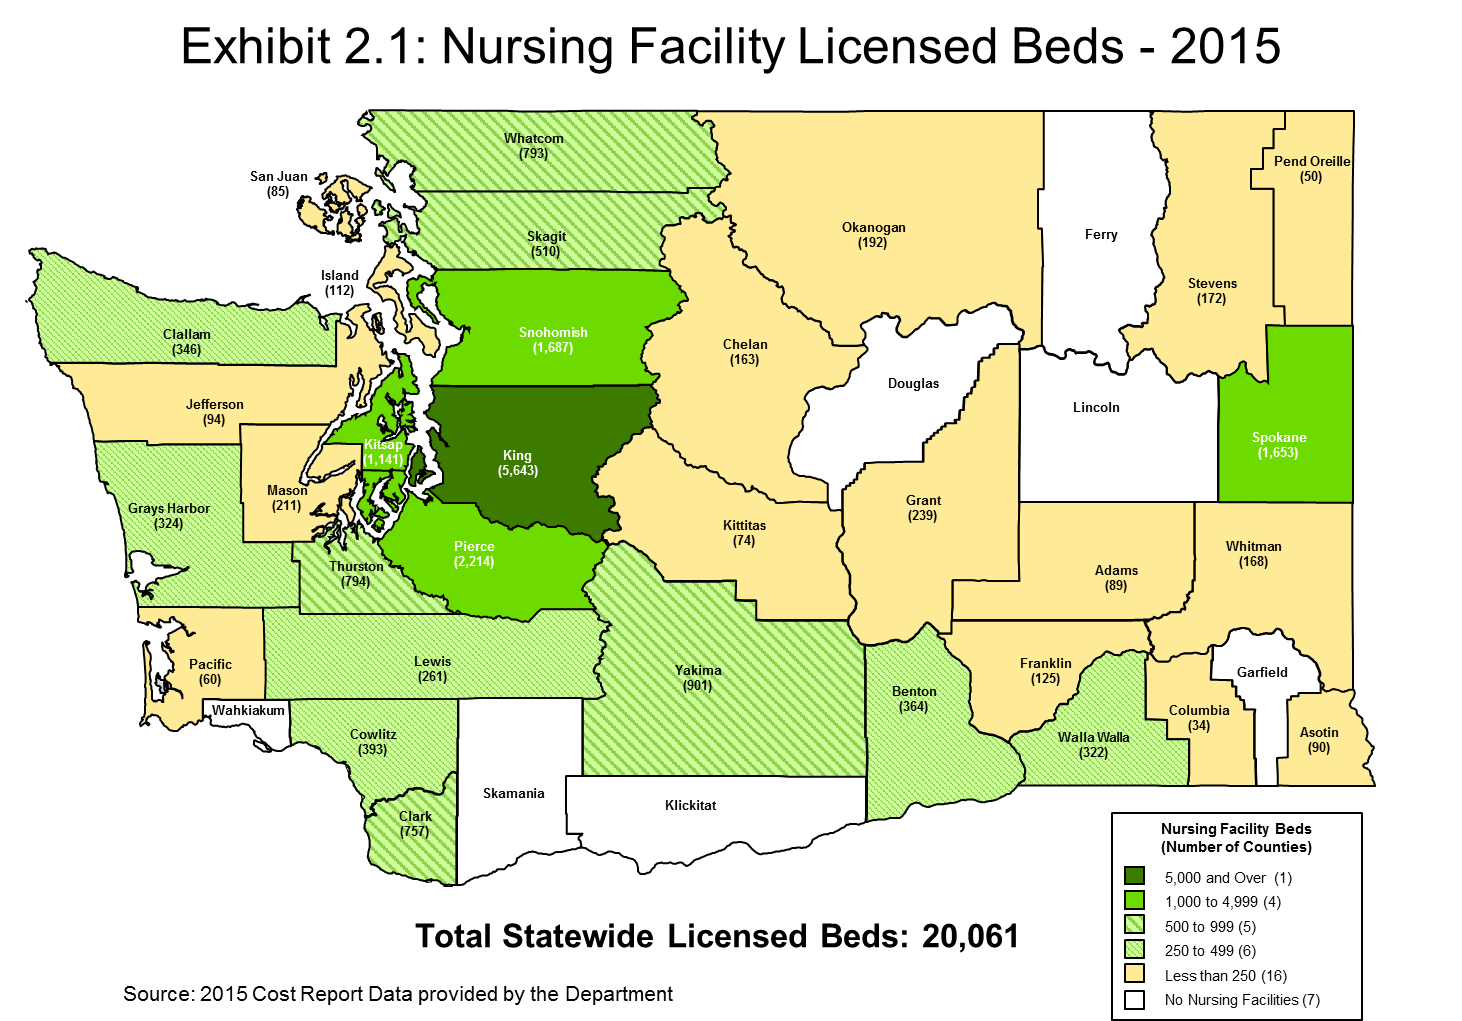 Exhibit 2.1: Nursing Facility Licensed Beds - 2015
Whatcom
(793)
San Juan
(85)
Skagit
(510)
Island
(112)
Clallam
(346)
Snohomish
(1,687)
Jefferson
(94)
Kitsap
(1,141)
King
(5,643)
Mason
(211)
Grays Harbor
(324)
Pierce
(2,214)
Thurston
(794)
Pacific
(60)
Lewis
(261)
Wahkiakum
Cowlitz
(393)
Clark
(757)
Skamania
Okanogan
(192)
Ferry
Stevens
(172)
Pend Oreille
(50)
Chelan
(163)
Douglas
Lincoln
Spokane
(1,653)
Kittitas
(74)
Grant
(239)
Adams
(89)
Whitman
(168)
Yakima
(901)
Benton
(364)
Franklin
(125)
Walla Walla
(322)
Columbia
(34)
Garfield
Asotin
(90)
Klickitat
Nursing Facility Beds
(Number of Counties)
5,000 and Over (1)
1,000 to 4,999 (4)
500 to 999 (5)
250 to 499 (6)
Less than 250 (16)
No Nursing Facilities (7)
Total Statewide Licensed Beds: 20,061
Source: 2015 Cost Report Data provided by the Department